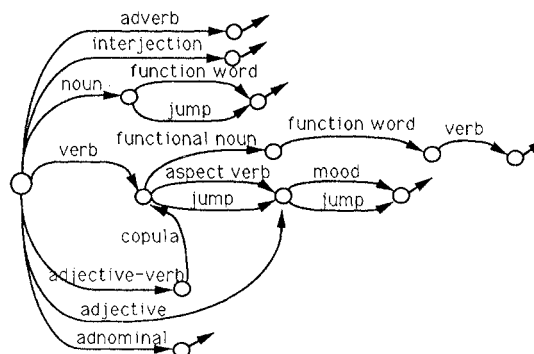 adverb
interjection
function word
noun
jump
functional noun
function word
verb
verb
aspect verb
mood
jump
jump
copula
adjective-verb
adjective
adnominal